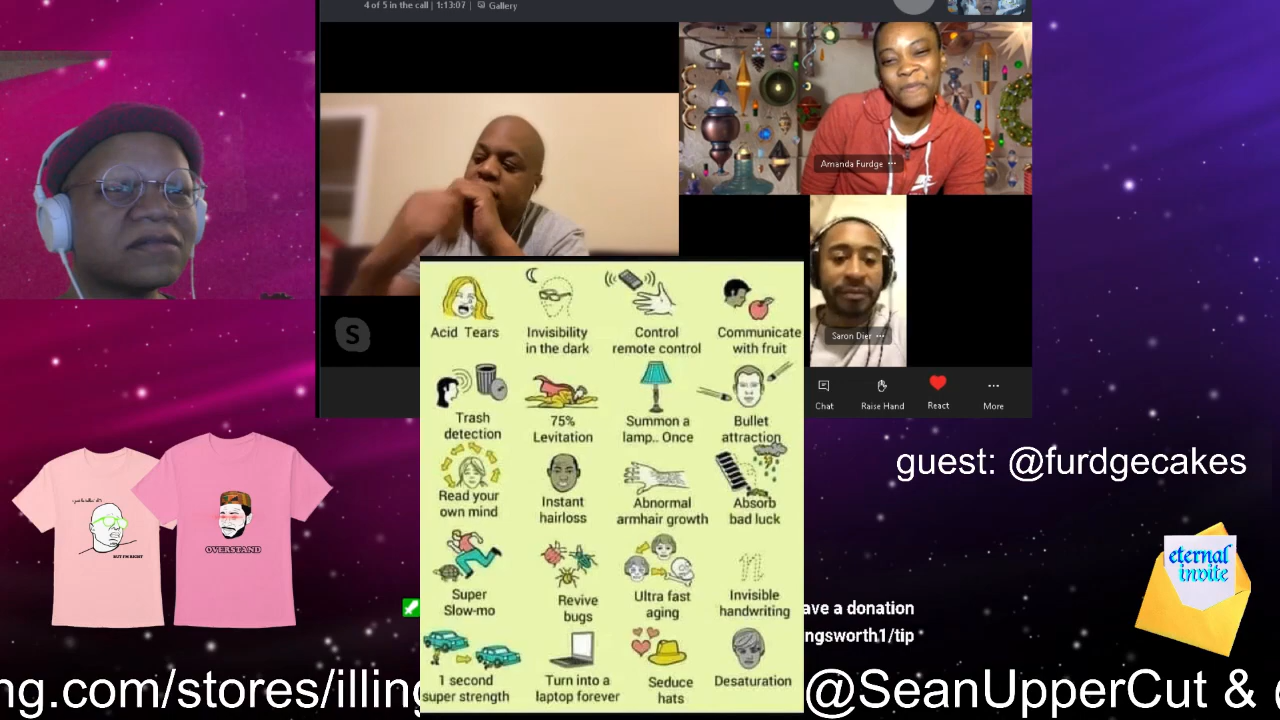 4 of 5 in the call | 1:13:07 | Gallery
Amanda Furdge ...
Saron Dier ...
S
Chat
Raise Hand
React
More
Acid Tears
Invisibility
in the dark
Control
remote control
Communicate
with fruit
Trash
detection
75%
Levitation
Summon a
lamp.. Once
Bullet
attraction
Read your
own mind
Instant
hairloss
Abnormal
armhair growth
Absorb
bad luck
Super
Slow-mo
Revive
bugs
Ultra fast
aging
n
Invisible
handwriting
1 second
super strength
Turn into a
laptop forever
Seduce
hats
Desaturation
guest: @furdgecakes
BUT I'M RIGHT
OVERSTAND
eternal
invite
ave a donation
ngsworth1/tip
ng.com/stores/illing
@SeanUpperCut &